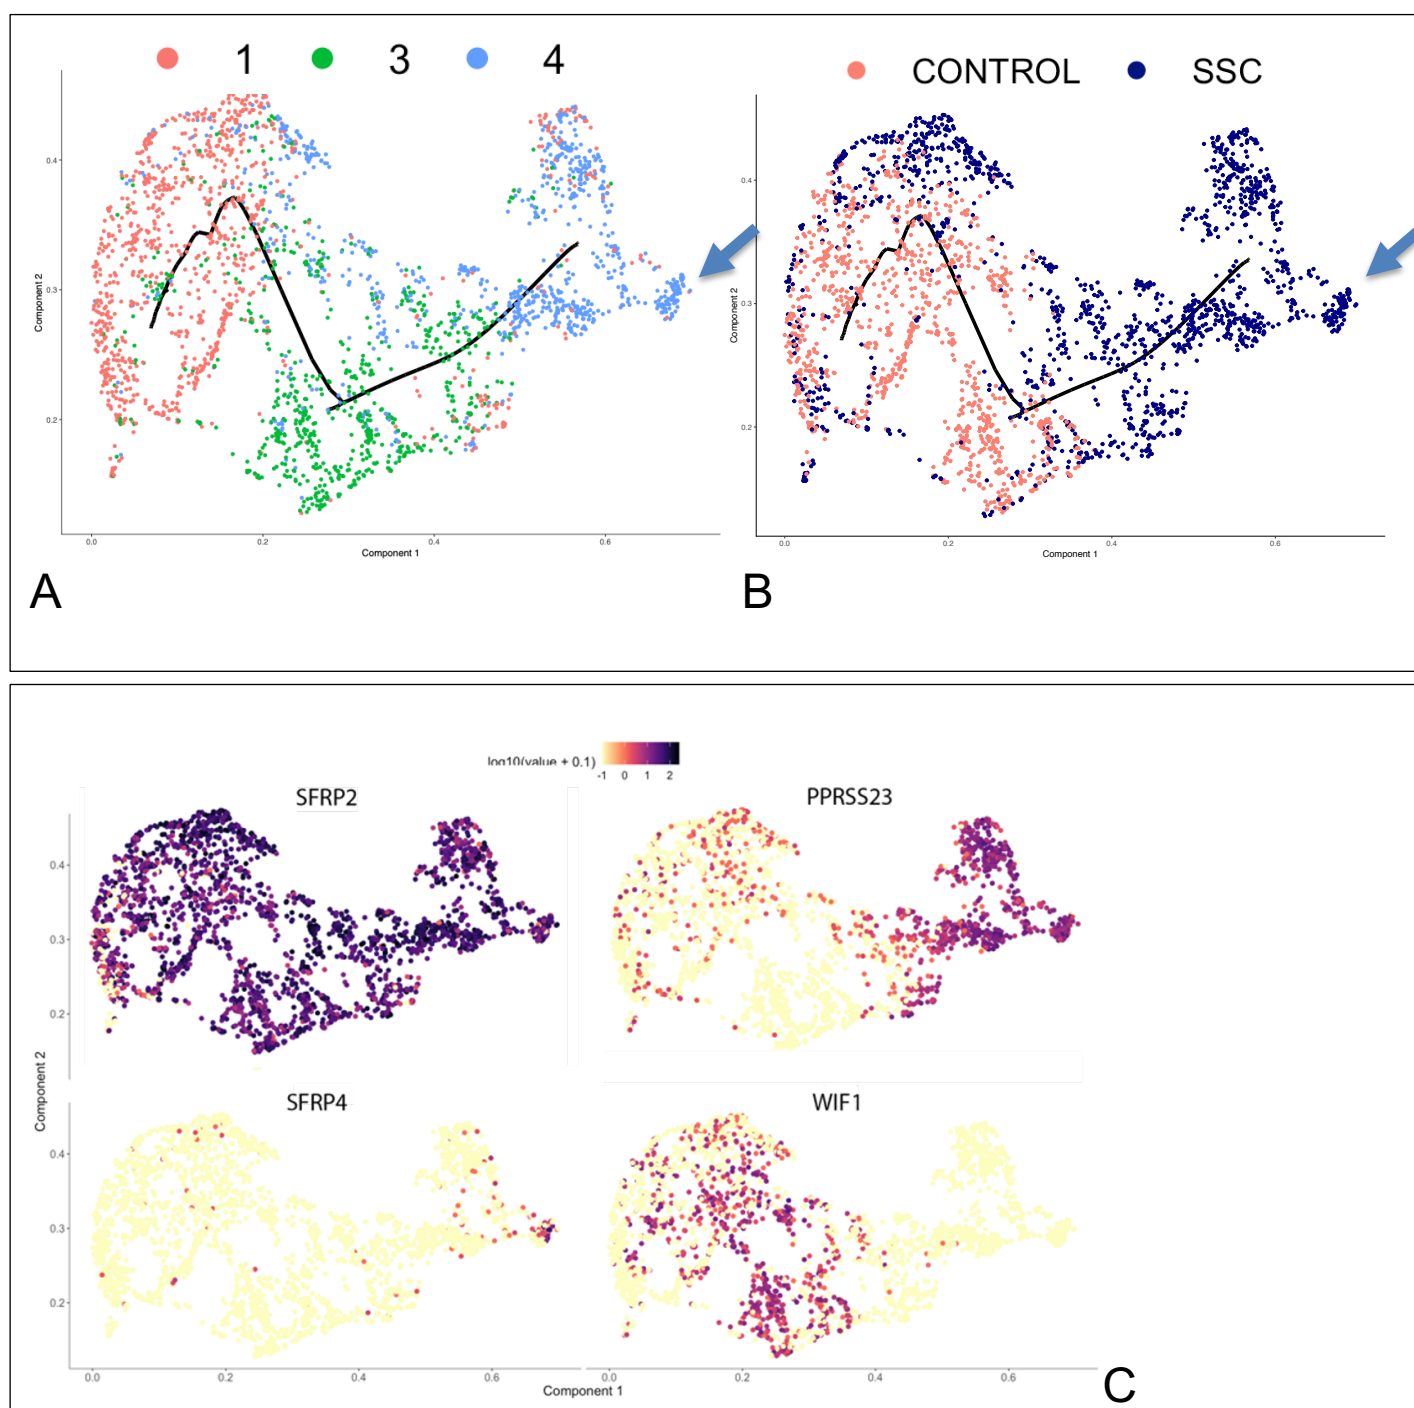 1 3 4
CONTROL SSC
0.4
0.3
0.2
Component 2
0.0 0.2 0.4 0.6
Component 1
A
0.4
0.3
0.2
Component 2
0.0 0.2 0.4 0.6
Component 1
B
log10(value + 0.1)
-1 0 1 2
SFRP2 PPRSS23
0.4
0.3
0.2
Component 2
SFRP4 WIF1
0.4
0.3
0.2
0.0 0.2 0.4 0.6 0.0 0.2 0.4 0.6
Component 1
C